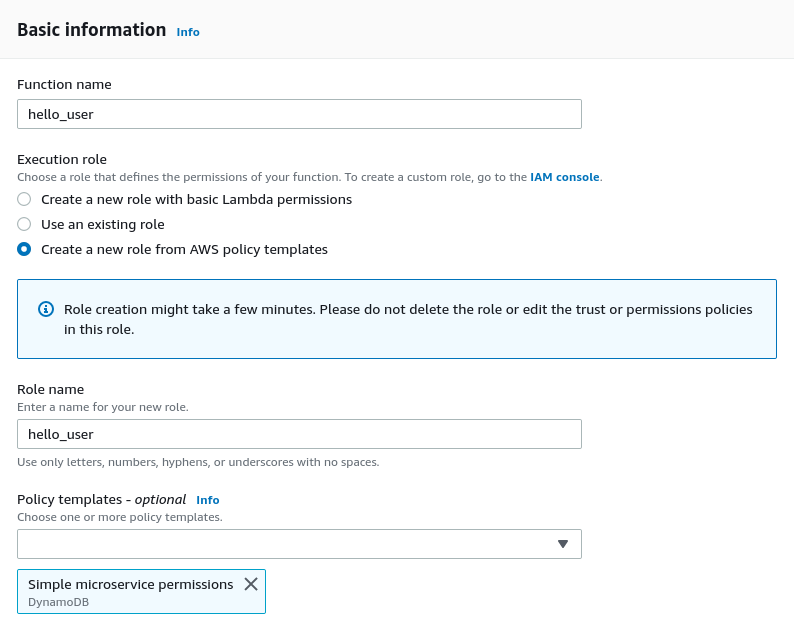 Basic information Info
Function name
hello_user
Execution role
Choose a role that defines the permissions of your function. To create a custom role, go to the IAM console.
Create a new role with basic Lambda permissions
Use an existing role
Create a new role from AWS policy templates
Role creation might take a few minutes. Please do not delete the role or edit the trust or permissions policies
in this role.
Role name
Enter a name for your new role.
hello_user
Use only letters, numbers, hyphens, or underscores with no spaces.
Policy templates - optional Info
Choose one or more policy templates.
Simple microservice permissions
DynamoDB